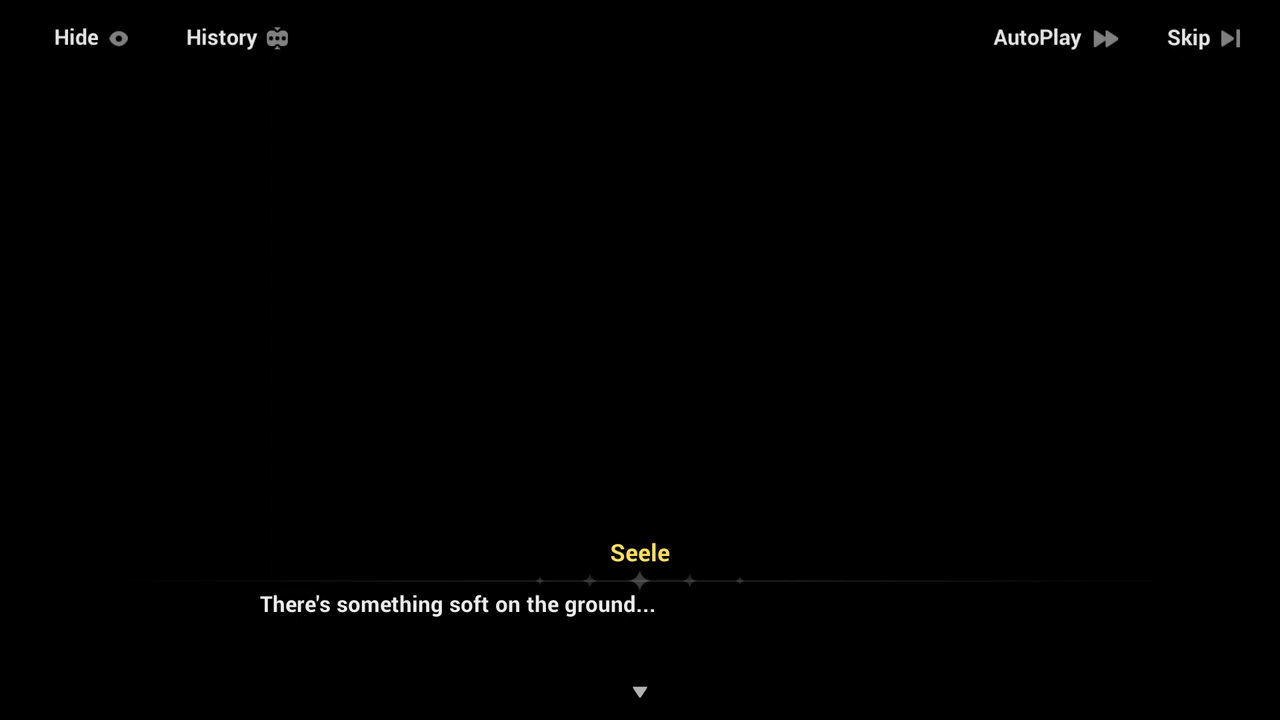 Hide
History
AutoPlay
Skip
Seele
There's something soft on the ground...